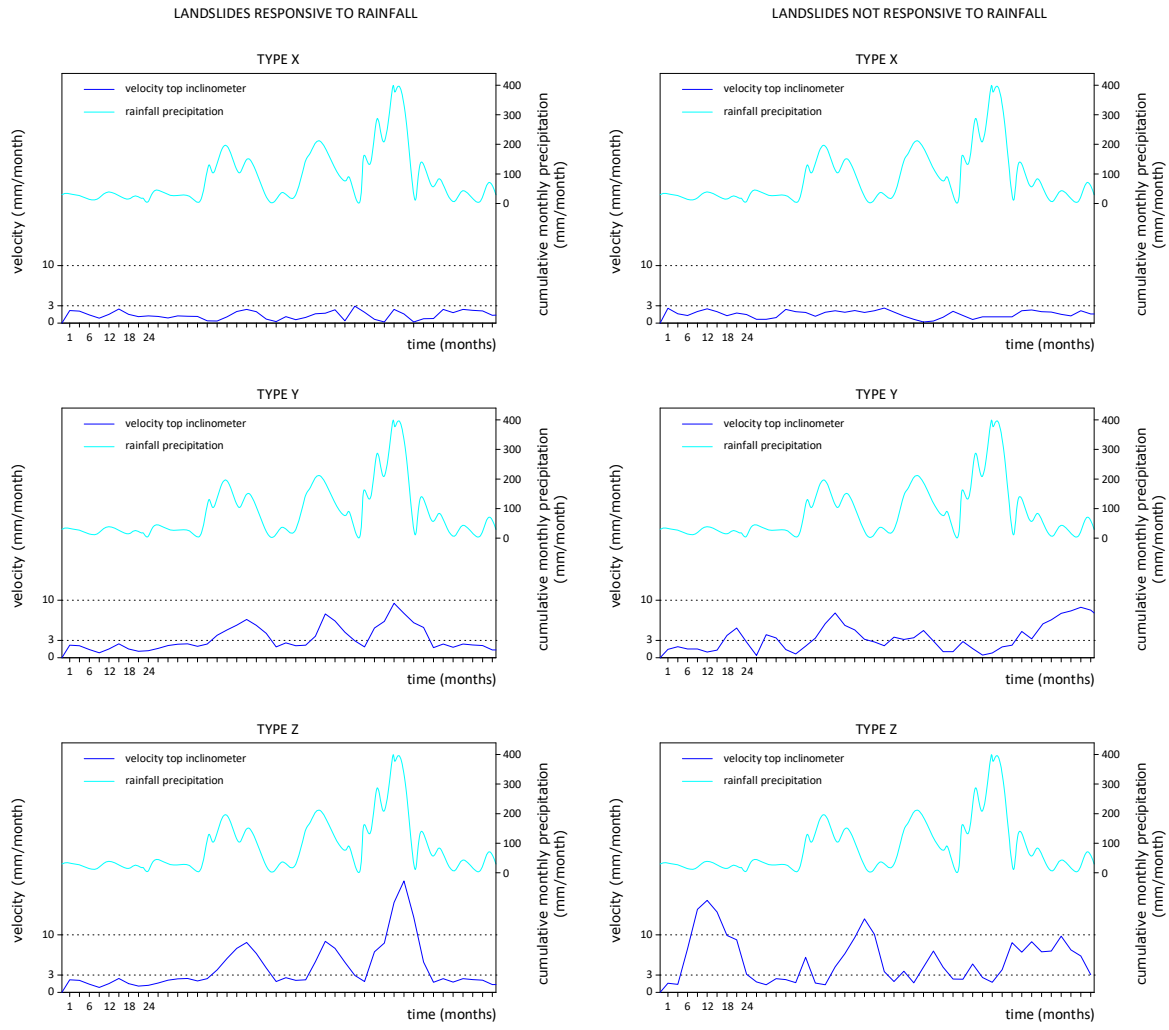 LANDSLIDES RESPONSIVE TO RAINFALL
LANDSLIDES NOT RESPONSIVE TO RAINFALL
TYPE X
velocity top inclinometer
rainfall precipitation
velocity (mm/month)
10
3
0
400
300
200
100
0
cumulative monthly precipitation
(mm/month)
1 6 12 18 24
time (months)
TYPE X
velocity top inclinometer
rainfall precipitation
velocity (mm/month)
10
3
0
400
300
200
100
0
cumulative monthly precipitation
(mm/month)
1 6 12 18 24
time (months)
TYPE Y
velocity top inclinometer
rainfall precipitation
velocity (mm/month)
10
3
0
400
300
200
100
0
cumulative monthly precipitation
(mm/month)
1 6 12 18 24
time (months)
TYPE Y
velocity top inclinometer
rainfall precipitation
velocity (mm/month)
10
3
0
400
300
200
100
0
cumulative monthly precipitation
(mm/month)
1 6 12 18 24
time (months)
TYPE Z
velocity top inclinometer
rainfall precipitation
velocity (mm/month)
10
3
0
400
300
200
100
0
cumulative monthly precipitation
(mm/month)
1 6 12 18 24
time (months)
TYPE Z
velocity top inclinometer
rainfall precipitation
velocity (mm/month)
10
3
0
400
300
200
100
0
cumulative monthly precipitation
(mm/month)
1 6 12 18 24
time (months)